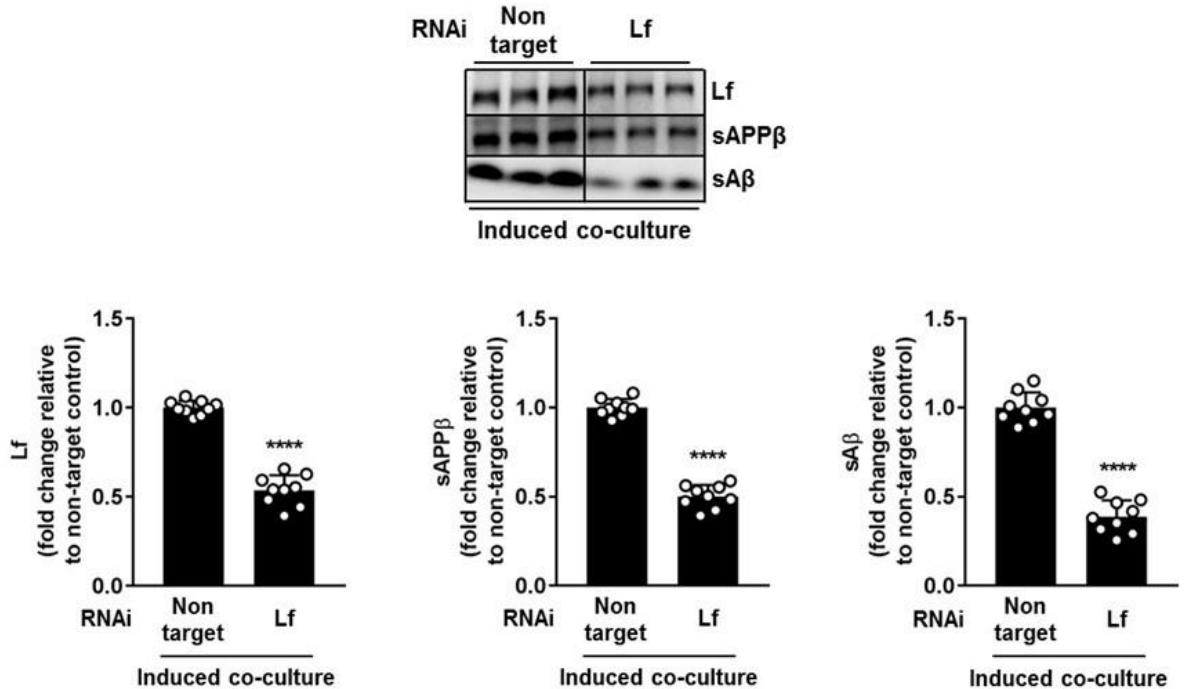 RNAi
Non
target
Lf
Lf
sAPPβ
sAβ
Induced co-culture
Lf
(fold change relative
to non-target control)
1.5
1.0
0.5
0.0
****
RNAi
Non
target
Lf
Induced co-culture
sAPPβ
(fold change relative
to non-target control)
1.5
1.0
0.5
0.0
****
RNAi
Non
target
Lf
Induced co-culture
sAβ
(fold change relative
to non-target control)
1.5
1.0
0.5
0.0
****
RNAi
Non
target
Lf
Induced co-culture